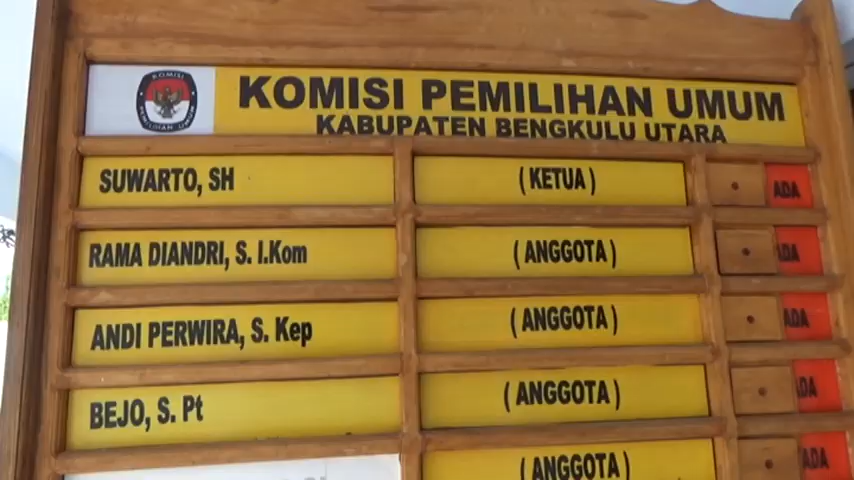 KOMISI PEMILIHAN UMUM
KABUPATEN BENGKULU UTARA
SUWARTO, SH (KETUA) ADA
RAMA DIANDRI, S. I.Kom (ANGGOTA) ADA
ANDI PERWIRA, S. Kep (ANGGOTA) ADA
BEJO, S. Pt (ANGGOTA) ADA
(ANGGOTA) ADA